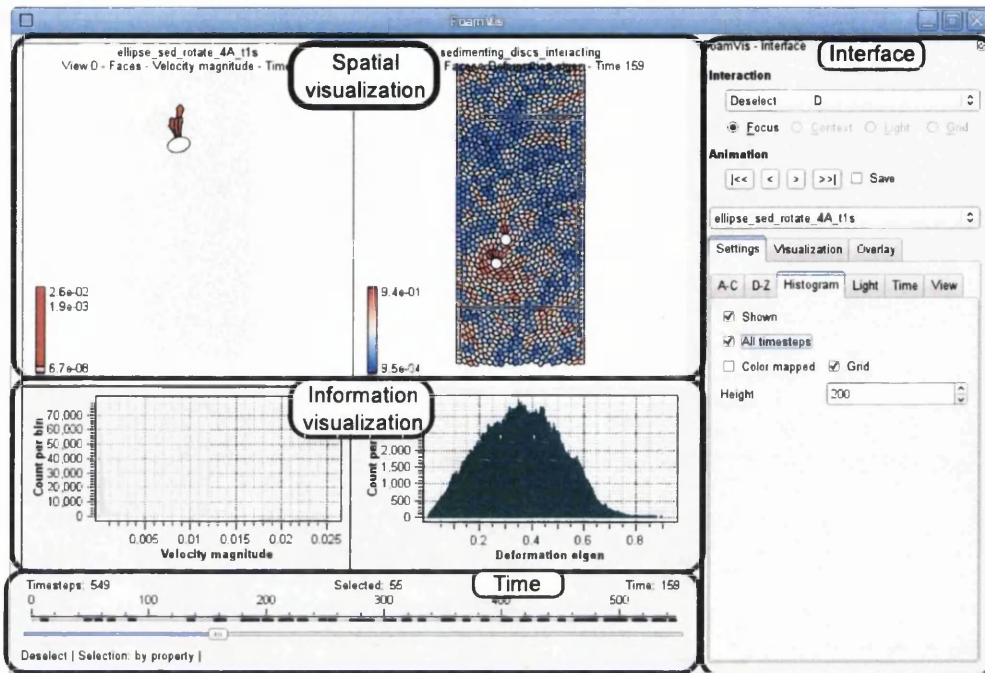 FoamVis
ellipse_sed_rotate_4A_t1s
View 0 - Faces - Velocity magnitude - Time
Spatial
visualization
sedimenting_discs_interacting
Deformation eigen - Time 159
2.6e-02
1.9e-03
6.7e-08
9.4e-01
9.5e-04
Interface
FoamVis - Interface
Interaction
Deselect D
Focus Context Light Grid
Animation
|<< < > >>| Save
ellipse_sed_rotate_4A_t1s
Settings Visualization Overlay
A-C D-Z Histogram Light Time View
Shown
All timesteps
Color mapped Grid
Height 200
Information
visualization
Count per bin
70,000
60,000
50,000
40,000
30,000
20,000
10,000
0
0.005 0.01 0.015 0.02 0.025
Velocity magnitude
Count per
2,000
1,500
1,000
500
0
0.2 0.4 0.6 0.8
Deformation eigen
Time
Timesteps: 549 Selected: 55 Time: 159
0 100 200 300 400 500
Deselect | Selection: by property |